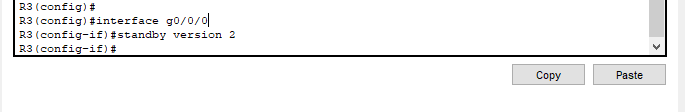 R3(config)#
R3(config)#interface g0/0/0
R3(config-if)#standby version 2
R3(config-if)#
Copy
Paste